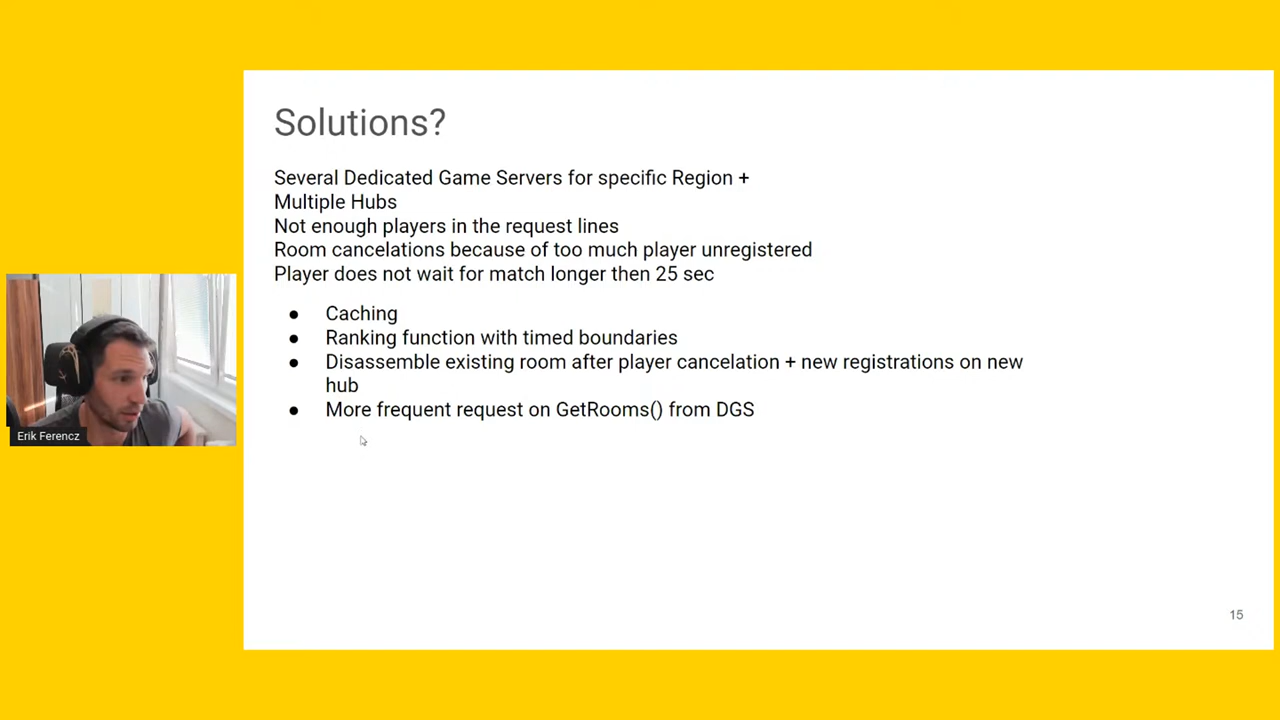 Solutions?
Several Dedicated Game Servers for specific Region +
Multiple Hubs
Not enough players in the request lines
Room cancelations because of too much player unregistered
Player does not wait for match longer then 25 sec
● Caching
● Ranking function with timed boundaries
● Disassemble existing room after player cancelation + new registrations on new
hub
● More frequent request on GetRooms() from DGS
Erik Ferencz
15